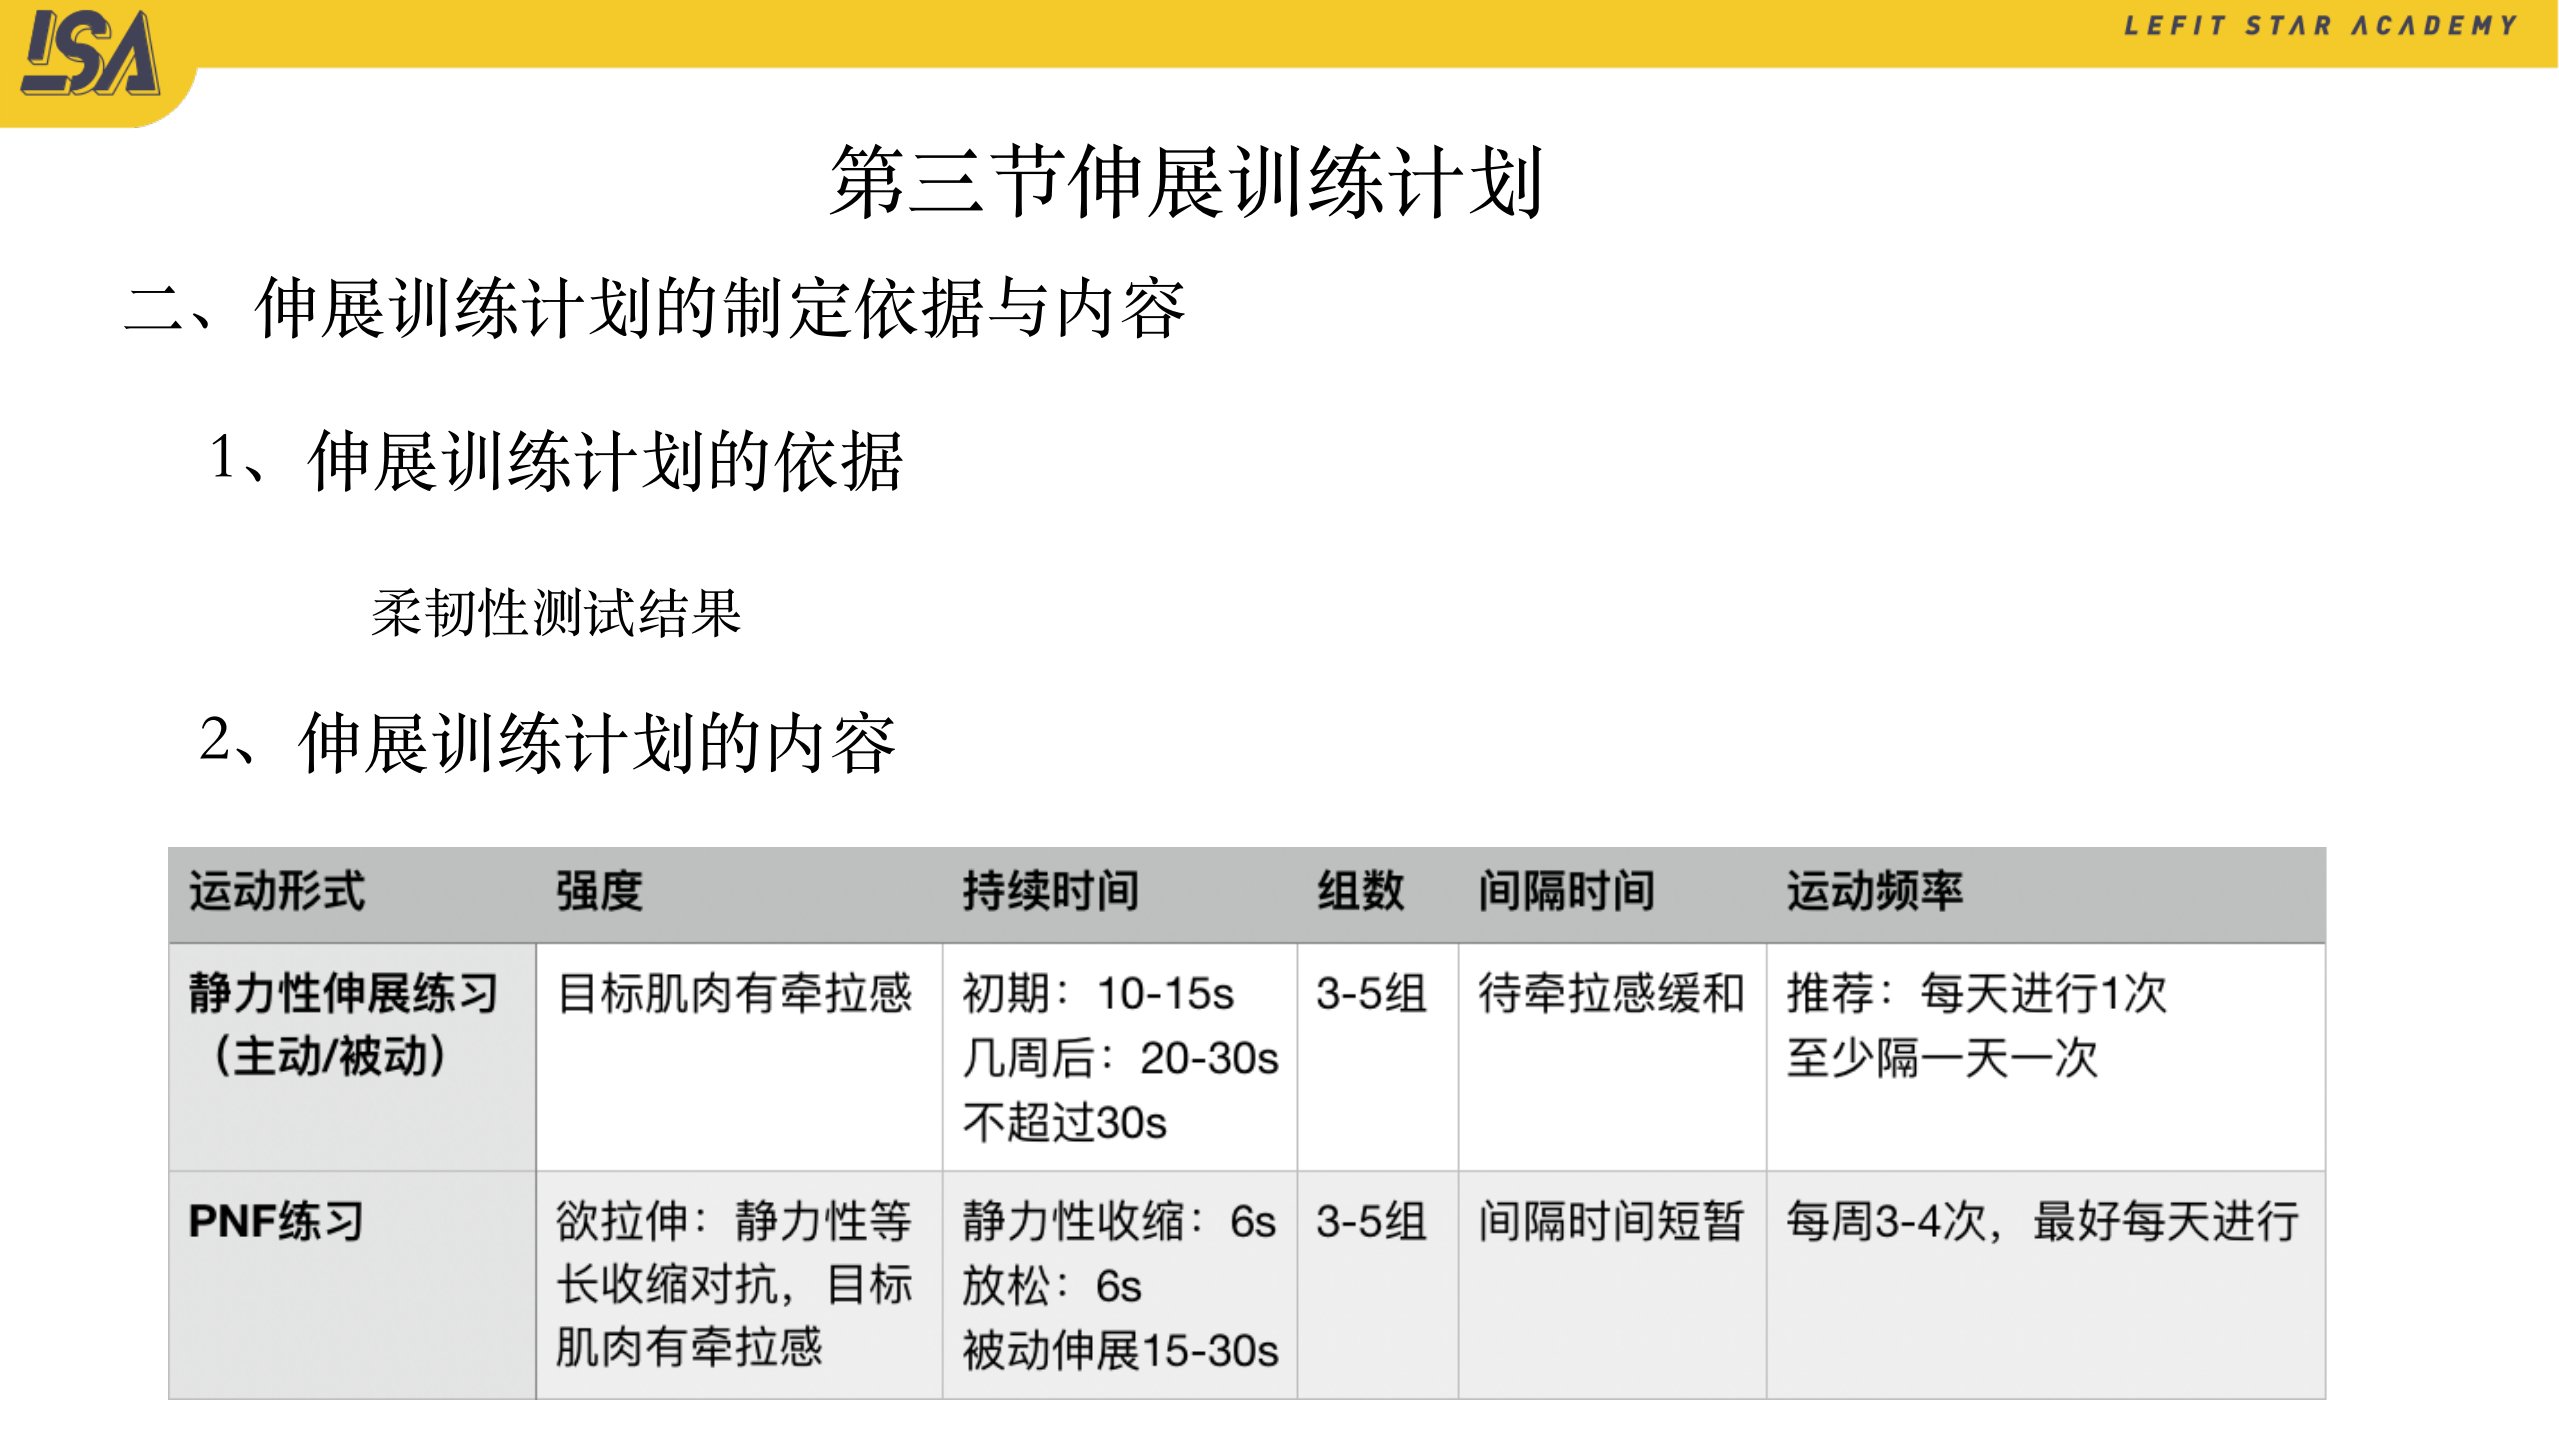 LSA
LEFIT STAR ACADEMY
第三节伸展训练计划
二、伸展训练计划的制定依据与内容
1、伸展训练计划的依据
柔韧性测试结果
2、伸展训练计划的内容
运动形式 强度 持续时间 组数 间隔时间 运动频率
静力性伸展练习 目标肌肉有牵拉感 初期：10-15s 3-5组 待牵拉感缓和 推荐：每天进行1次
（主动/被动） 几周后：20-30s 至少隔一天一次
不超过30s
PNF练习 欲拉伸：静力性等 静力性收缩：6s 3-5组 间隔时间短暂 每周3-4次，最好每天进行
长收缩对抗，目标 放松：6s
肌肉有牵拉感 被动伸展15-30s